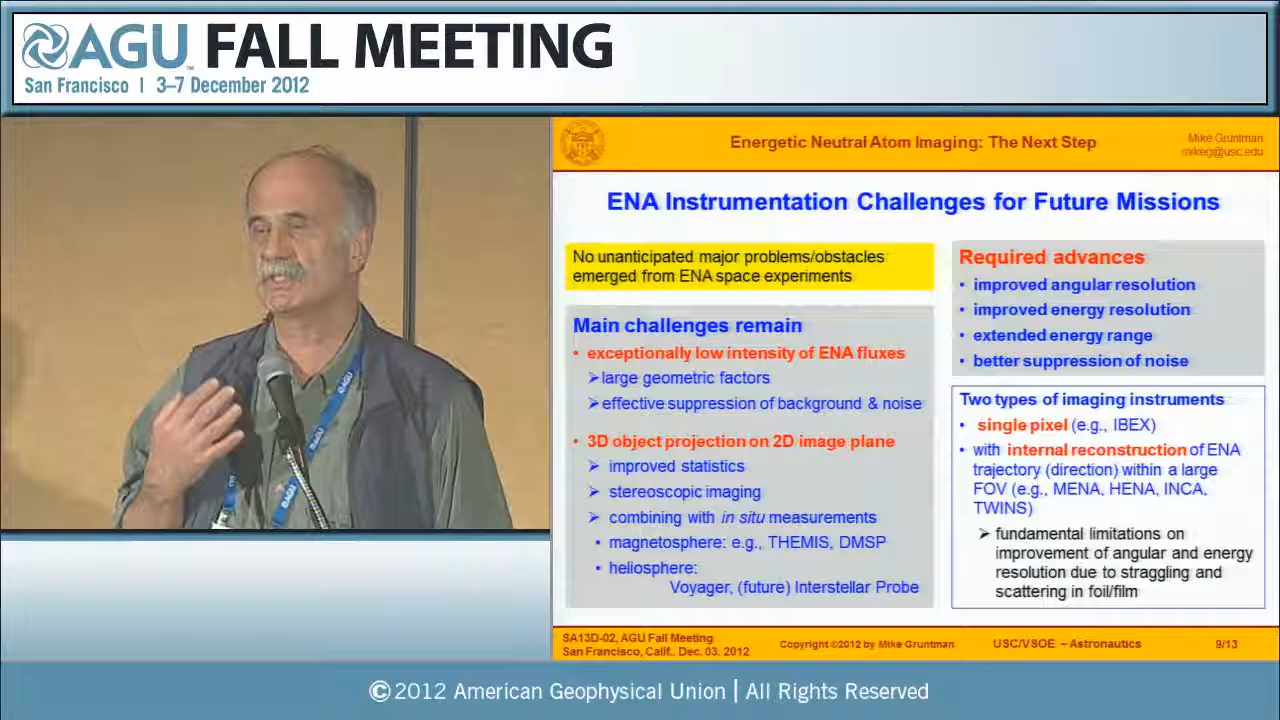 AGU FALL MEETING
San Francisco | 3–7 December 2012
Energetic Neutral Atom Imaging: The Next Step
Mike Gruntman
mikeg@usc.edu
ENA Instrumentation Challenges for Future Missions
No unanticipated major problems/obstacles
emerged from ENA space experiments
Main challenges remain
• exceptionally low intensity of ENA fluxes
➢large geometric factors
➢effective suppression of background & noise
• 3D object projection on 2D image plane
➢ improved statistics
➢ stereoscopic imaging
➢ combining with in situ measurements
• magnetosphere: e.g., THEMIS, DMSP
• heliosphere:
Voyager, (future) Interstellar Probe
Required advances
• improved angular resolution
• improved energy resolution
• extended energy range
• better suppression of noise
Two types of imaging instruments
• single pixel (e.g., IBEX)
• with internal reconstruction of ENA
trajectory (direction) within a large
FOV (e.g., MENA, HENA, INCA,
TWINS)
➢ fundamental limitations on
improvement of angular and energy
resolution due to straggling and
scattering in foil/film
SA13D-02, AGU Fall Meeting
San Francisco, Calif.. Dec. 03. 2012
Copyright ©2012 by Mike Gruntman
USC/VSOE – Astronautics
9/13
AGU
©AGU
©2012 American Geophysical Union | All Rights Reserved